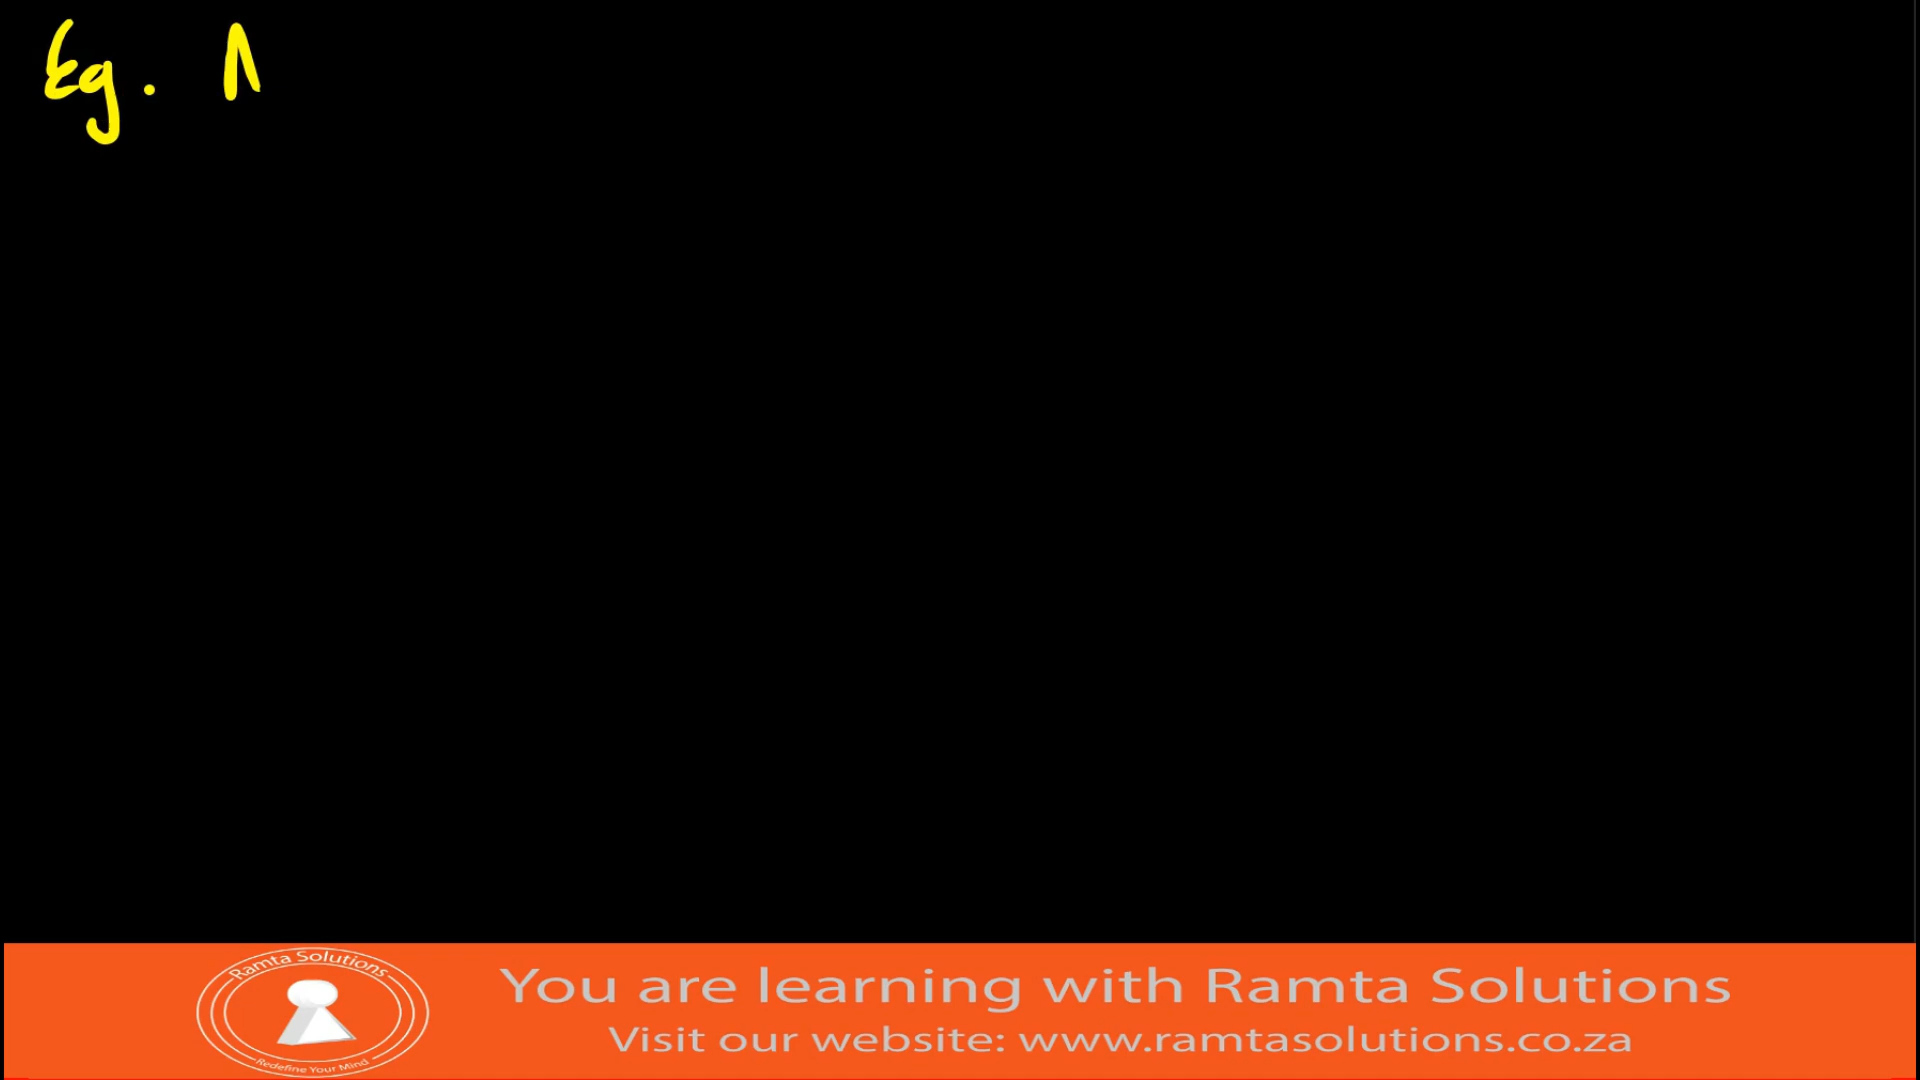 Eg.
Ramta Solutions
Redefine Your Mind
You are learning with Ramta Solutions
Visit our website: www.ramtasolutions.co.za